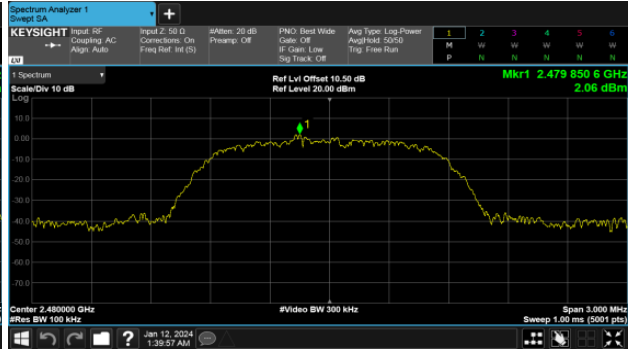 Spectrum Analyzer 1
Swept SA
+
KEYSIGHT Input: RF
Coupling: AC
Align: Auto
Input Z: 50 Ω
Corrections: On
Freq Ref: Int (S)
#Atten: 20 dB
Preamp: Off
PNO: Best Wide
Gate: Off
IF Gain: Low
Sig Track: Off
Avg Type: Log-Power
Avg|Hold: 50/50
Trig: Free Run
1 2 3 4 5 6
M W W W W W
P N N N N N
LXI
1 Spectrum
Scale/Div 10 dB
Ref Lvl Offset 10.50 dB
Ref Level 20.00 dBm
Mkr1 2.479 850 6 GHz
2.06 dBm
Log
10.0
1
0.00
-10.0
-20.0
-30.0
-40.0
-50.0
-60.0
-70.0
Center 2.480000 GHz
#Res BW 100 kHz
#Video BW 300 kHz
Span 3.000 MHz
Sweep 1.00 ms (5001 pts)
?
Jan 12, 2024
1:39:57 AM